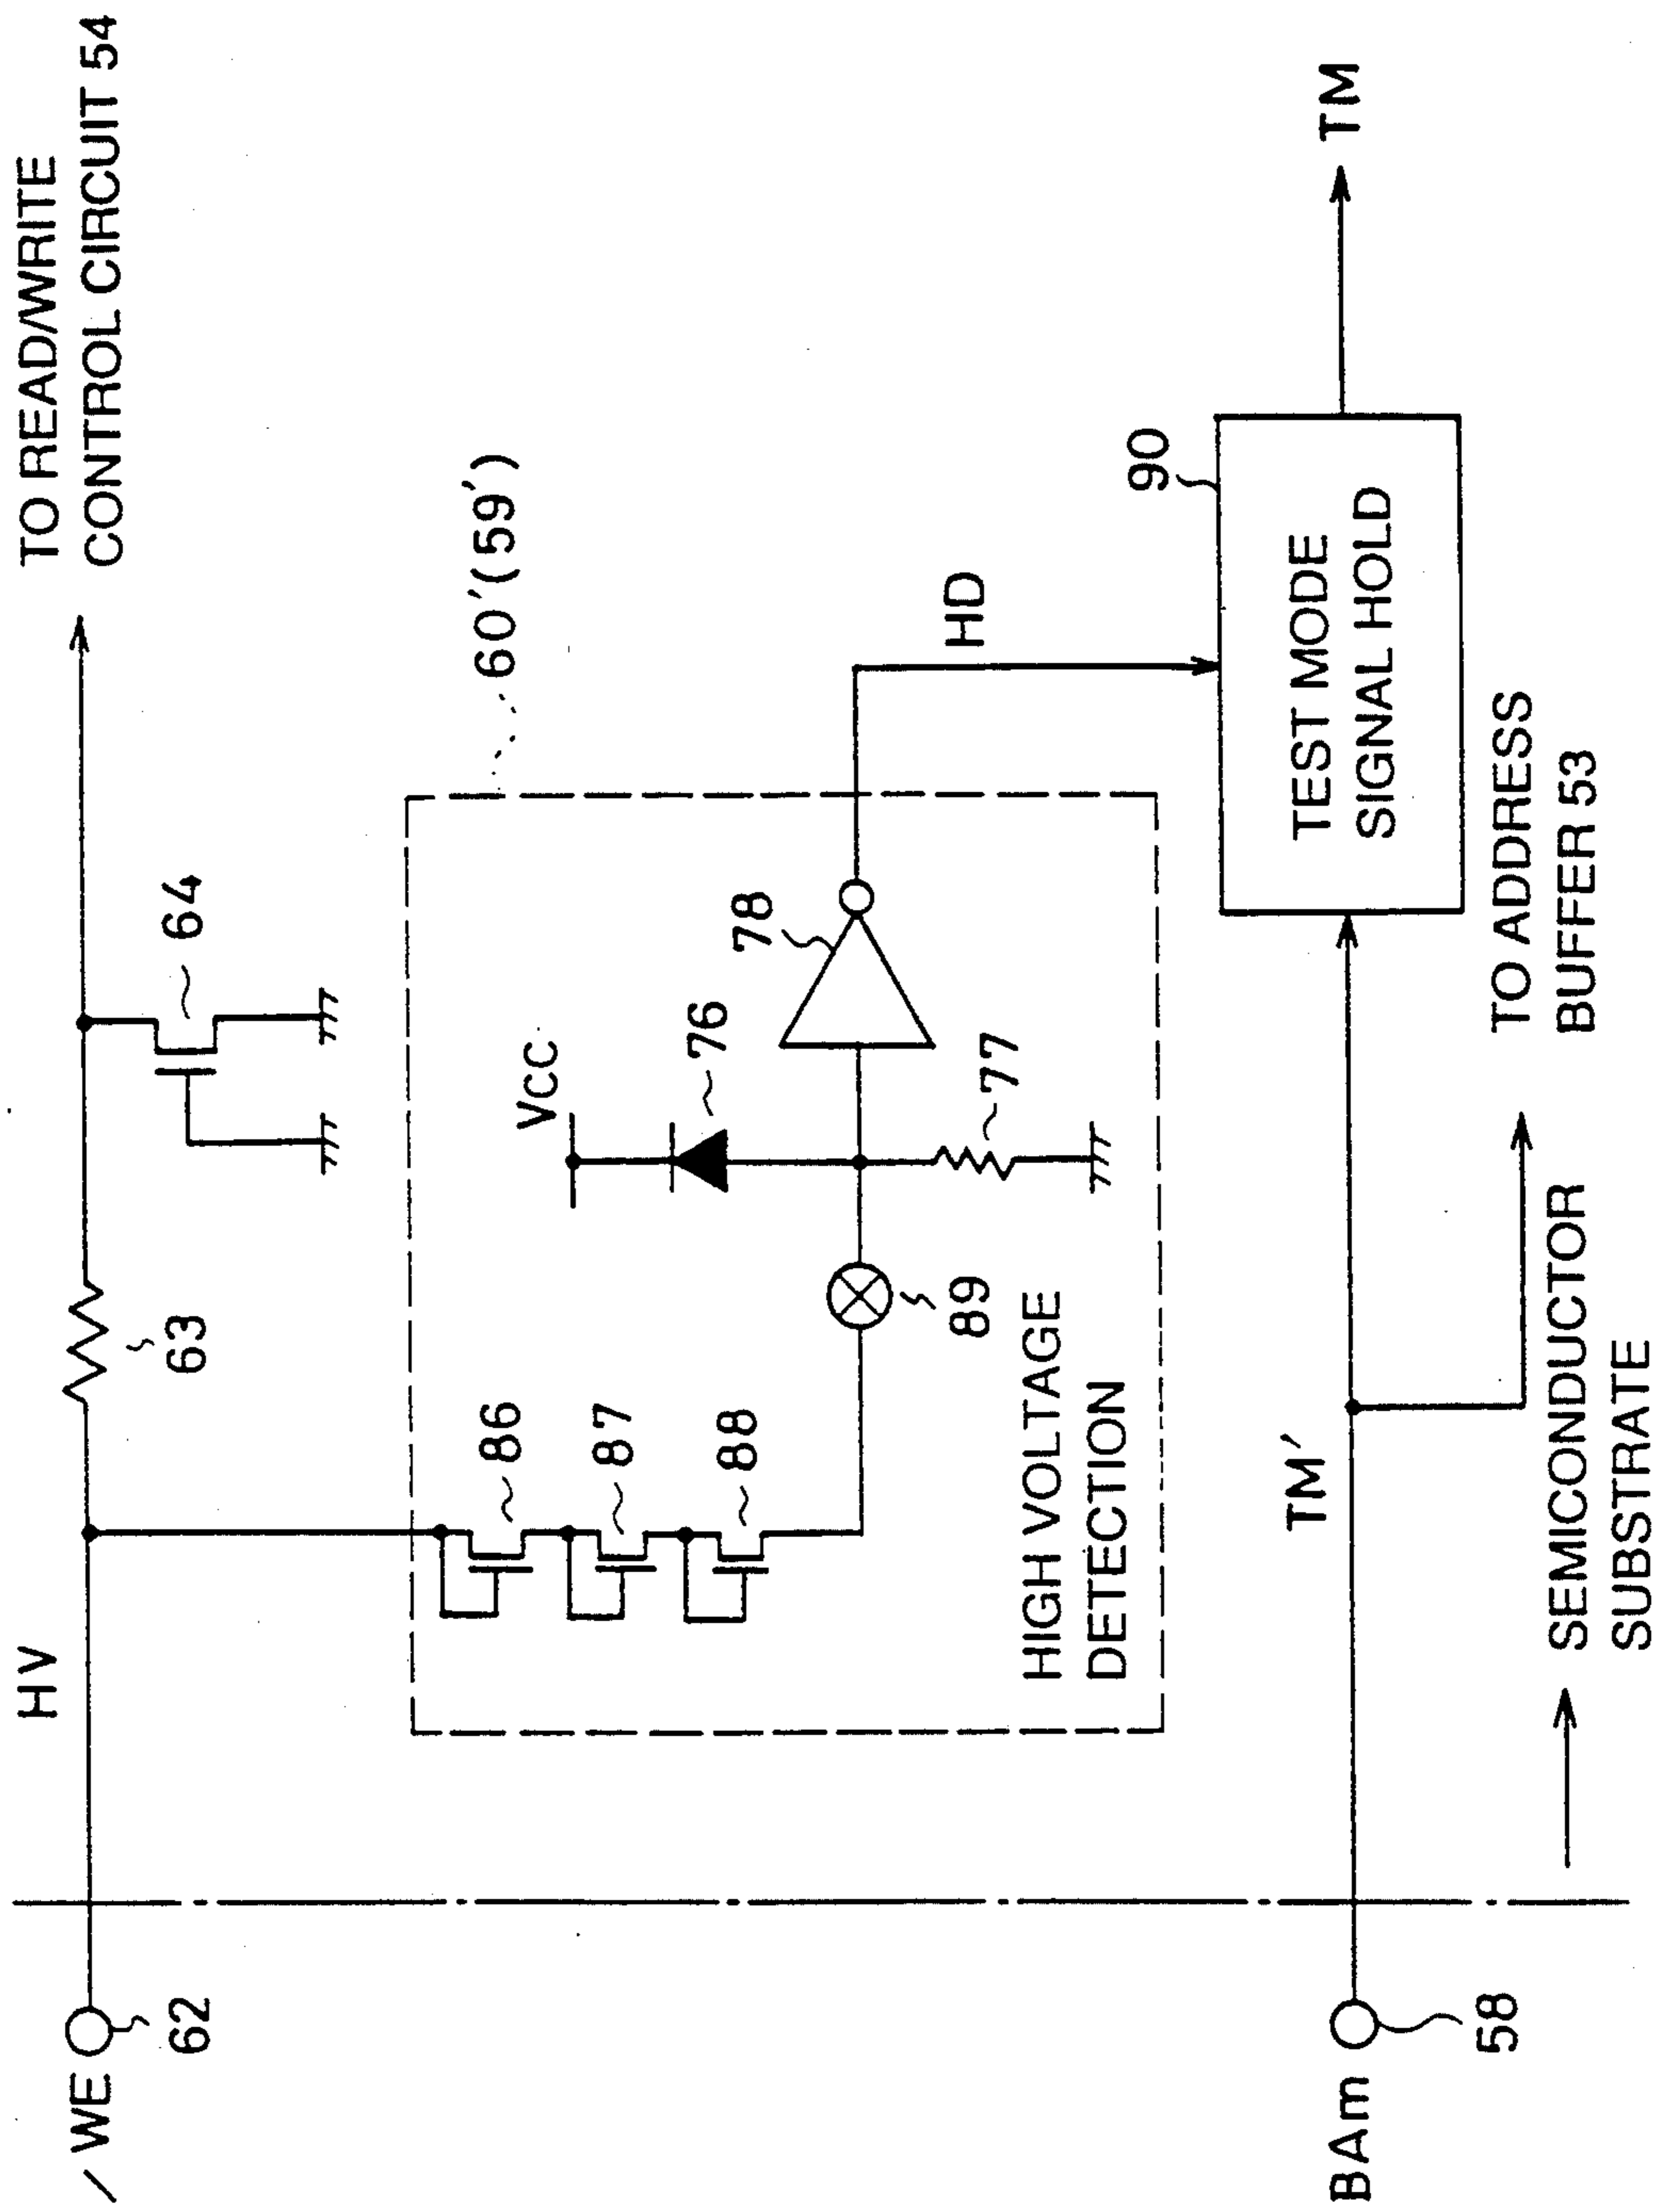 TO READ/WRITE
CONTROL CIRCUIT 54
HV
/WE
62
63
64
60'(59')
86
87
88
VCC
76
78
77
89
HIGH VOLTAGE
DETECTION
HD
90
TEST MODE
SIGNAL HOLD
TM
TM'
BAm
58
TO ADDRESS
BUFFER 53
SEMICONDUCTOR
SUBSTRATE